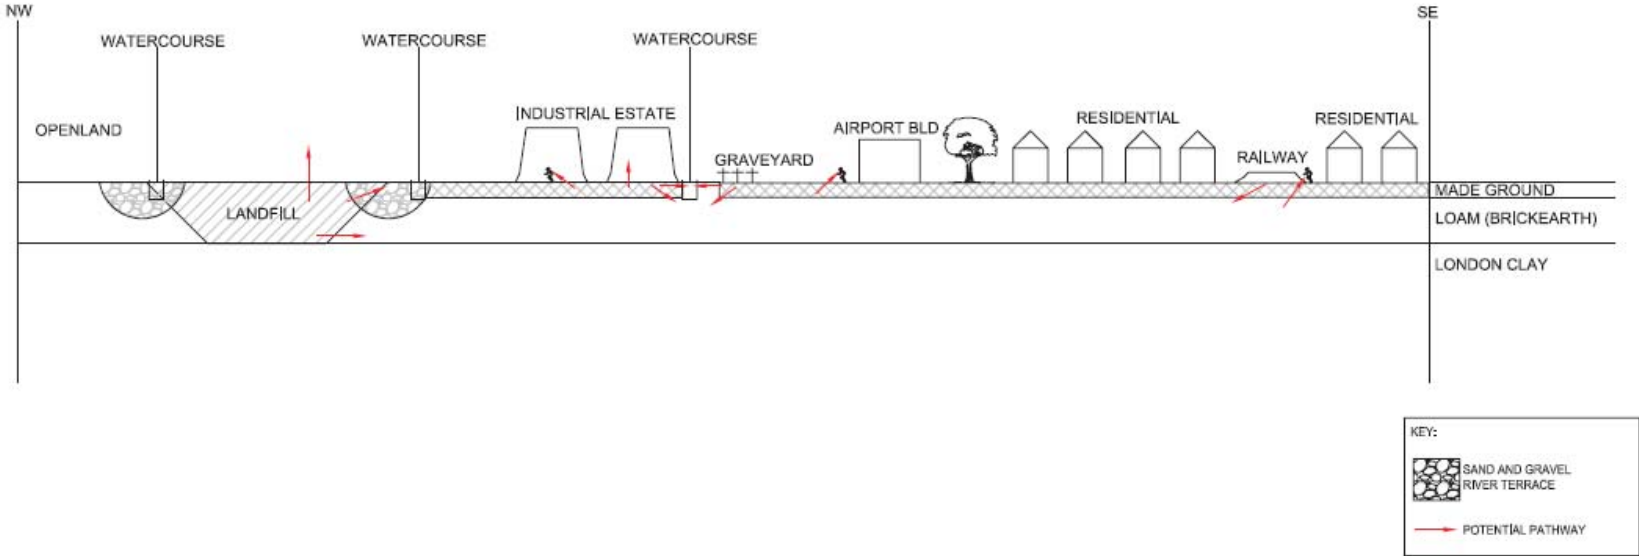 NW
SE
WATERCOURSE
WATERCOURSE
WATERCOURSE
INDUSTRIAL ESTATE
OPENLAND
AIRPORT BLD
RESIDENTIAL
RESIDENTIAL
GRAVEYARD
RAILWAY
LANDFILL
MADE GROUND
LOAM (BRICKEARTH)
LONDON CLAY
KEY:
SAND AND GRAVEL
RIVER TERRACE
POTENTIAL PATHWAY